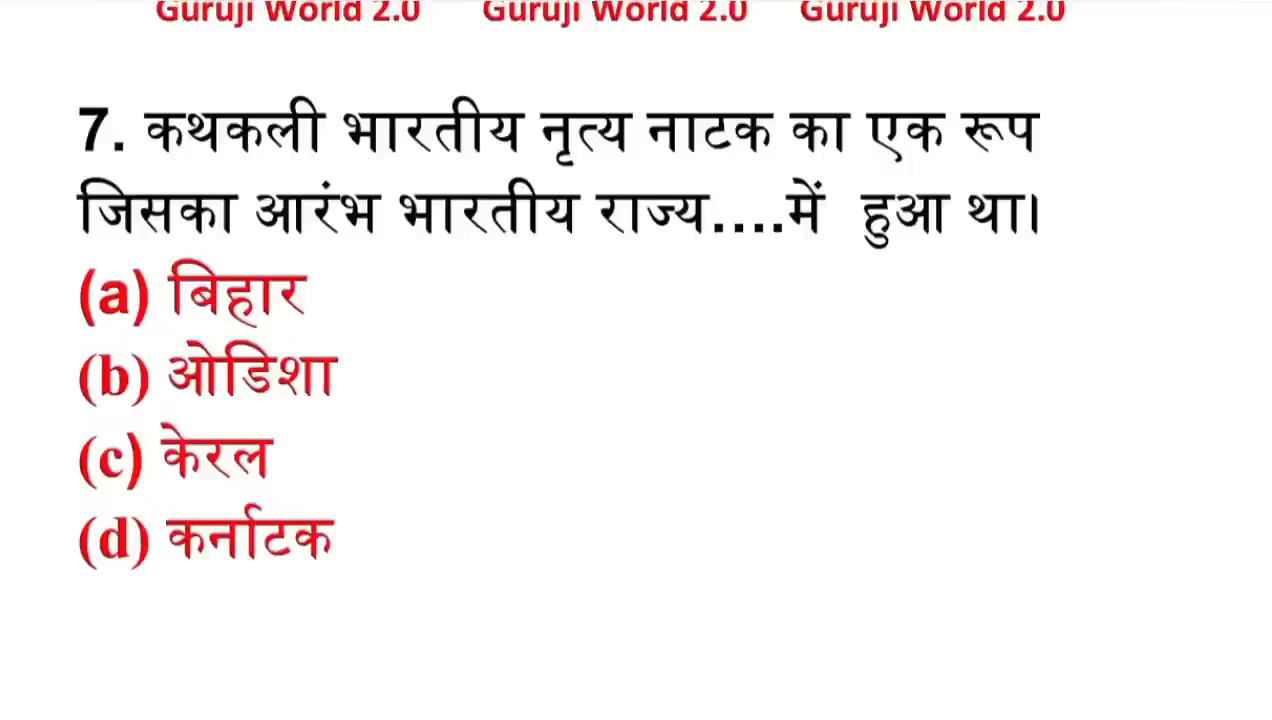 Guruji World 2.0 Guruji World 2.0 Guruji World 2.0
7. कथकली भारतीय नृत्य नाटक का एक रूप
जिसका आरंभ भारतीय राज्य....में हुआ था।
(a) बिहार
(b) ओडिशा
(c) केरल
(d) कर्नाटक